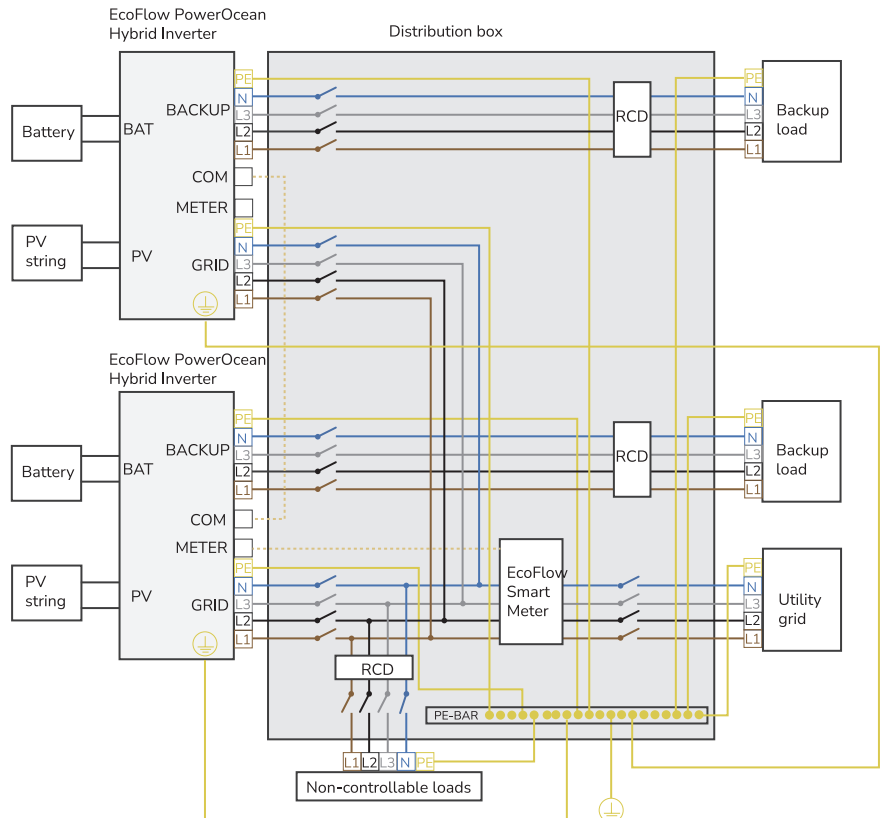 EcoFlow PowerOcean
Hybrid Inverter
Distribution box
PE
N
L3
L2
L1
BACKUP
Battery
BAT
COM
METER
PE
N
L3
L2
L1
GRID
PV
string
PV
RCD
PE
N
L3
L2
L1
Backup
load
EcoFlow PowerOcean
Hybrid Inverter
PE
N
L3
L2
L1
BACKUP
Battery
BAT
COM
METER
PE
N
L3
L2
L1
GRID
PV
string
PV
RCD
PE
N
L3
L2
L1
Backup
load
EcoFlow
Smart
Meter
PE
N
L3
L2
L1
Utility
grid
RCD
PE-BAR
L1 L2 L3 N PE
Non-controllable loads